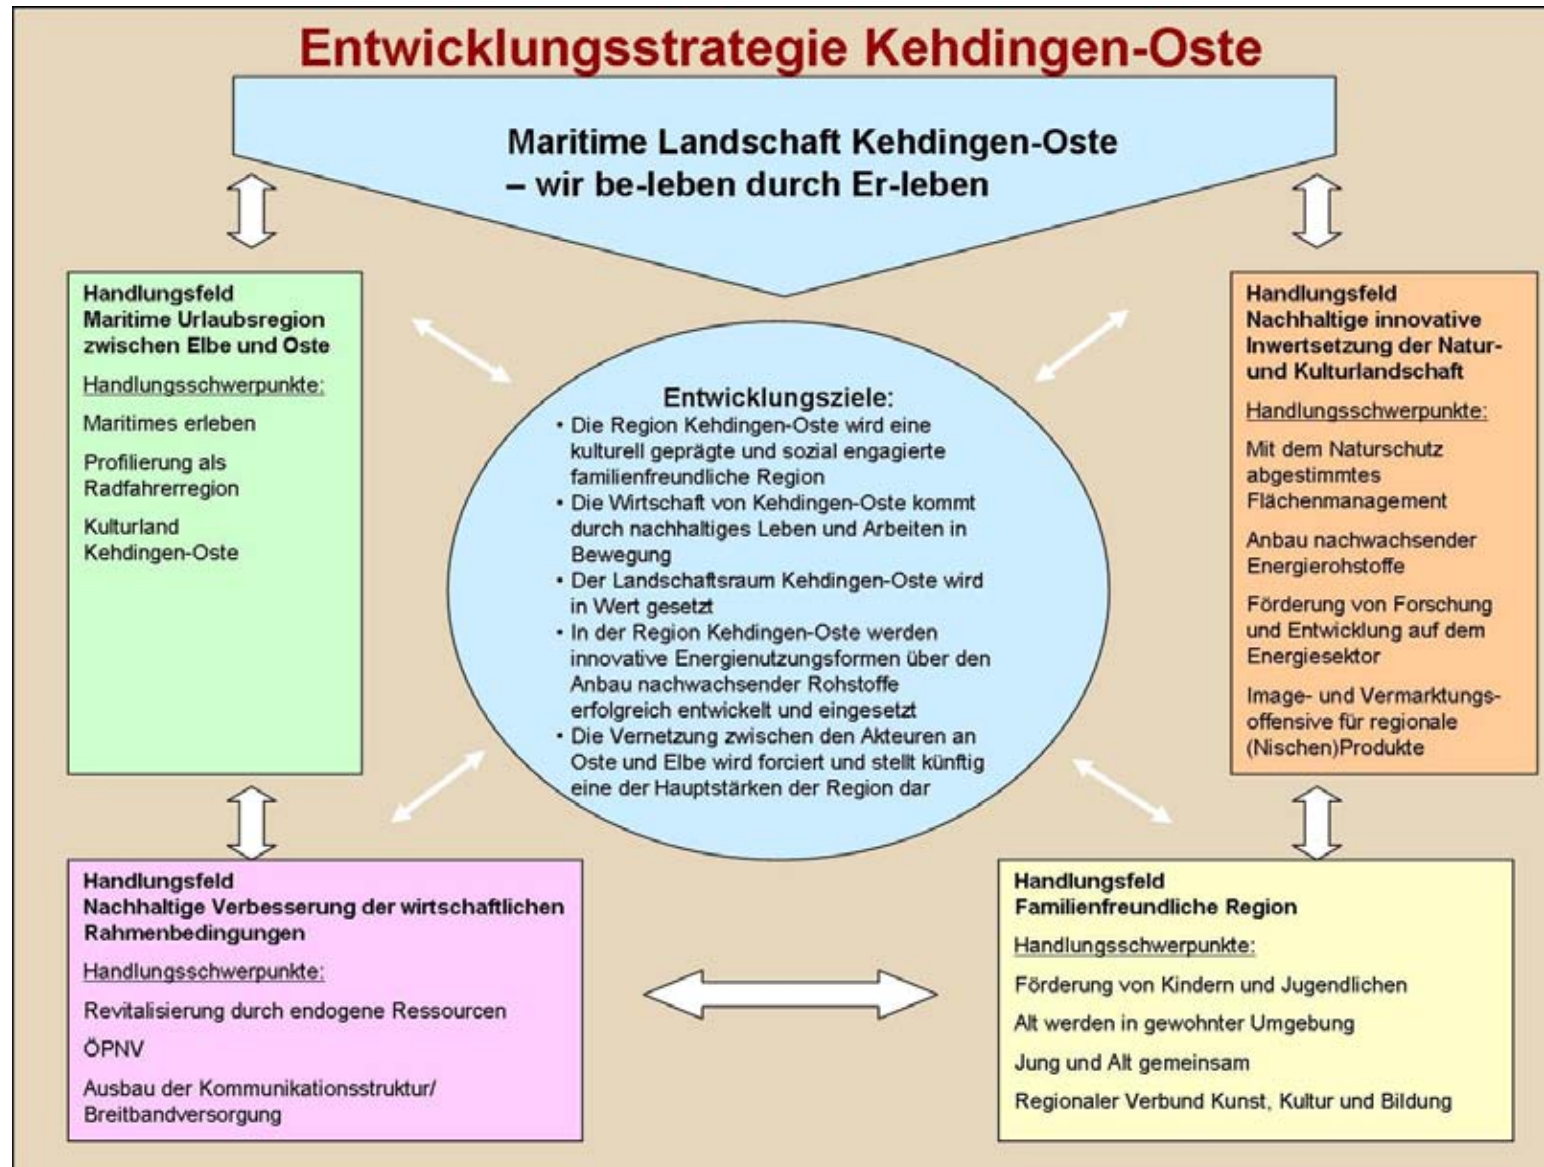 Entwicklungsstrategie Kehdingen-Oste
Maritime Landschaft Kehdingen-Oste
– wir be-leben durch Er-leben
Handlungsfeld
Maritime Urlaubsregion
zwischen Elbe und Oste
Handlungsschwerpunkte:
Maritimes erleben
Profilierung als
Radfahrerregion
Kulturland
Kehdingen-Oste
Entwicklungsziele:
• Die Region Kehdingen-Oste wird eine
kulturell geprägte und sozial engagierte
familienfreundliche Region
• Die Wirtschaft von Kehdingen-Oste kommt
durch nachhaltiges Leben und Arbeiten in
Bewegung
• Der Landschaftsraum Kehdingen-Oste wird
in Wert gesetzt
• In der Region Kehdingen-Oste werden
innovative Energienutzungsformen über den
Anbau nachwachsender Rohstoffe
erfolgreich entwickelt und eingesetzt
• Die Vernetzung zwischen den Akteuren an
Oste und Elbe wird forciert und stellt künftig
eine der Hauptstärken der Region dar
Handlungsfeld
Nachhaltige innovative
Inwertsetzung der Natur-
und Kulturlandschaft
Handlungsschwerpunkte:
Mit dem Naturschutz
abgestimmtes
Flächenmanagement
Anbau nachwachsender
Energierohstoffe
Förderung von Forschung
und Entwicklung auf dem
Energiesektor
Image- und Vermarktungs-
offensive für regionale
(Nischen)Produkte
Handlungsfeld
Nachhaltige Verbesserung der wirtschaftlichen
Rahmenbedingungen
Handlungsschwerpunkte:
Revitalisierung durch endogene Ressourcen
ÖPNV
Ausbau der Kommunikationsstruktur/
Breitbandversorgung
Handlungsfeld
Familienfreundliche Region
Handlungsschwerpunkte:
Förderung von Kindern und Jugendlichen
Alt werden in gewohnter Umgebung
Jung und Alt gemeinsam
Regionaler Verbund Kunst, Kultur und Bildung